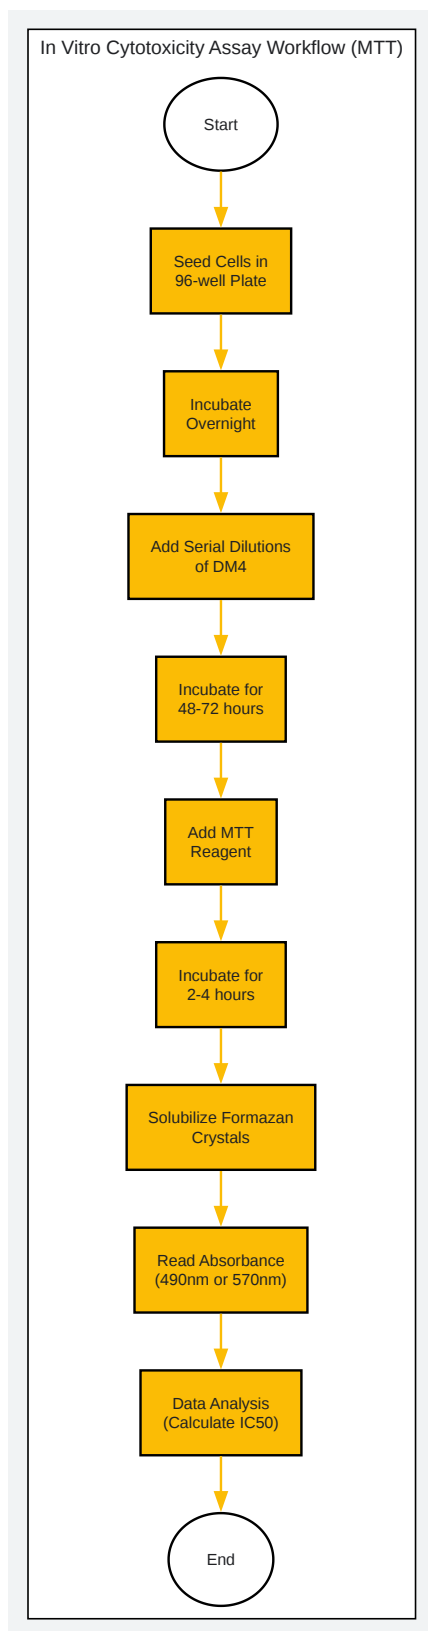 In Vitro Cytotoxicity Assay Workflow (MTT)
Start
Seed Cells in
96-well Plate
Incubate
Overnight
Add Serial Dilutions
of DM4
Incubate for
48-72 hours
Add MTT
Reagent
Incubate for
2-4 hours
Solubilize Formazan
Crystals
Read Absorbance
(490nm or 570nm)
Data Analysis
(Calculate IC50)
End